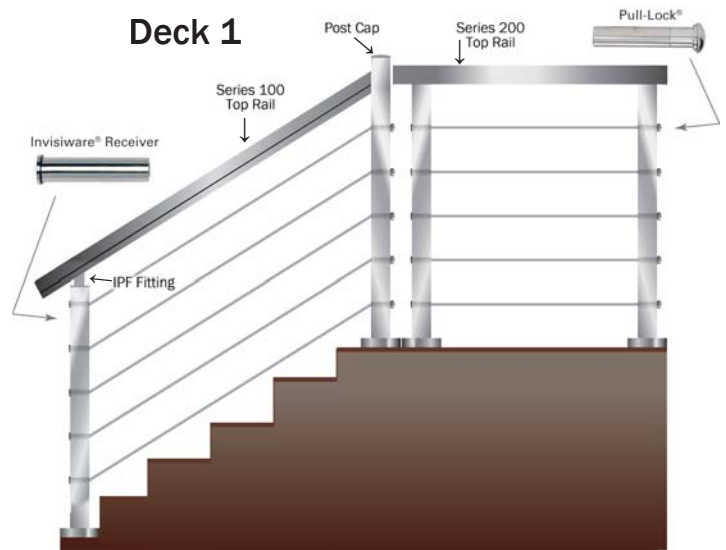 Deck 1
Post Cap
Series 200
Top Rail
Pull-Lock®
Series 100
Top Rail
Invisiware® Receiver
IPF Fitting